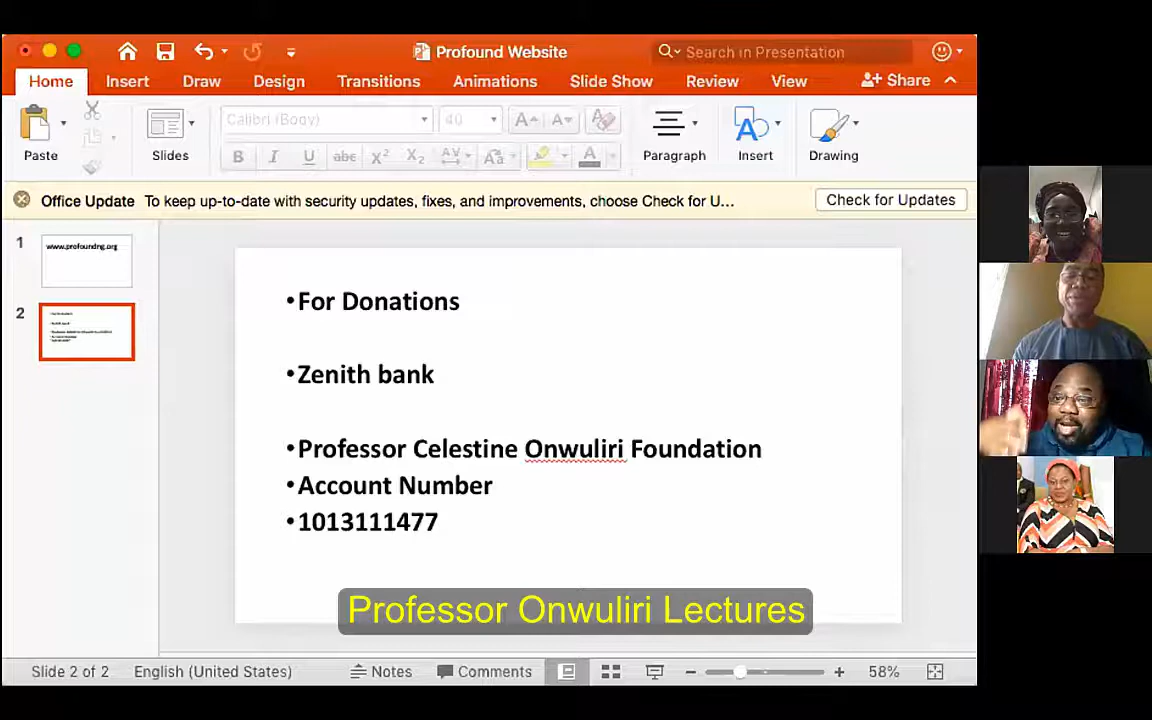 Profound Website
Search in Presentation
Home
Insert
Draw
Design
Transitions
Animations
Slide Show
Review
View
Share
Calibri (Body)
40
Paste
Slides
Paragraph
Insert
Drawing
Office Update To keep up-to-date with security updates, fixes, and improvements, choose Check for U...
Check for Updates
1
www.profoundng.org
2
•For Donations
•Zenith bank
•Professor Celestine Onwuliri Foundation
•Account Number
•1013111477
Professor Onwuliri Lectures
Slide 2 of 2
English (United States)
Notes
Comments
58%